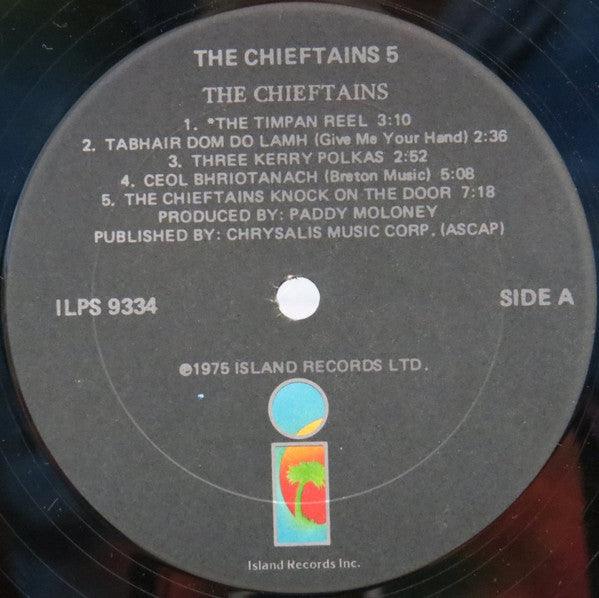 THE CHIEFTAINS 5
THE CHIEFTAINS
1. *THE TIMPAN REEL 3:10
2. TABHAIR DOM DO LAMH (Give Me Your Hand) 2:36
3. THREE KERRY POLKAS 2:52
4. CEOL BHRIOTANACH (Breton Music) 5:08
5. THE CHIEFTAINS KNOCK ON THE DOOR 7:18
PRODUCED BY: PADDY MOLONEY
PUBLISHED BY: CHRYSALIS MUSIC CORP. (ASCAP)
ILPS 9334
SIDE A
℗1975 ISLAND RECORDS LTD.
i
Island Records Inc.